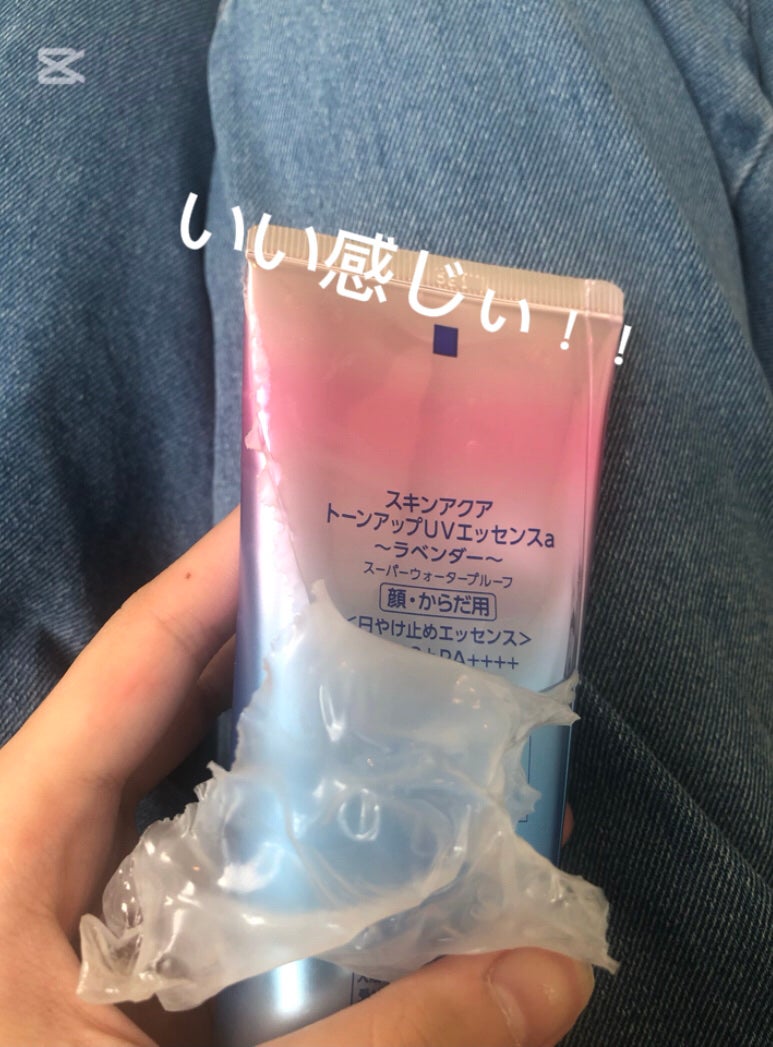 いい感じぃ！！
スキンアクア
トーンアップUVエッセンスa
～ラベンダー～
スーパーウォータープルーフ
顔・からだ用
<日やけ止めエッセンス>
PA++++